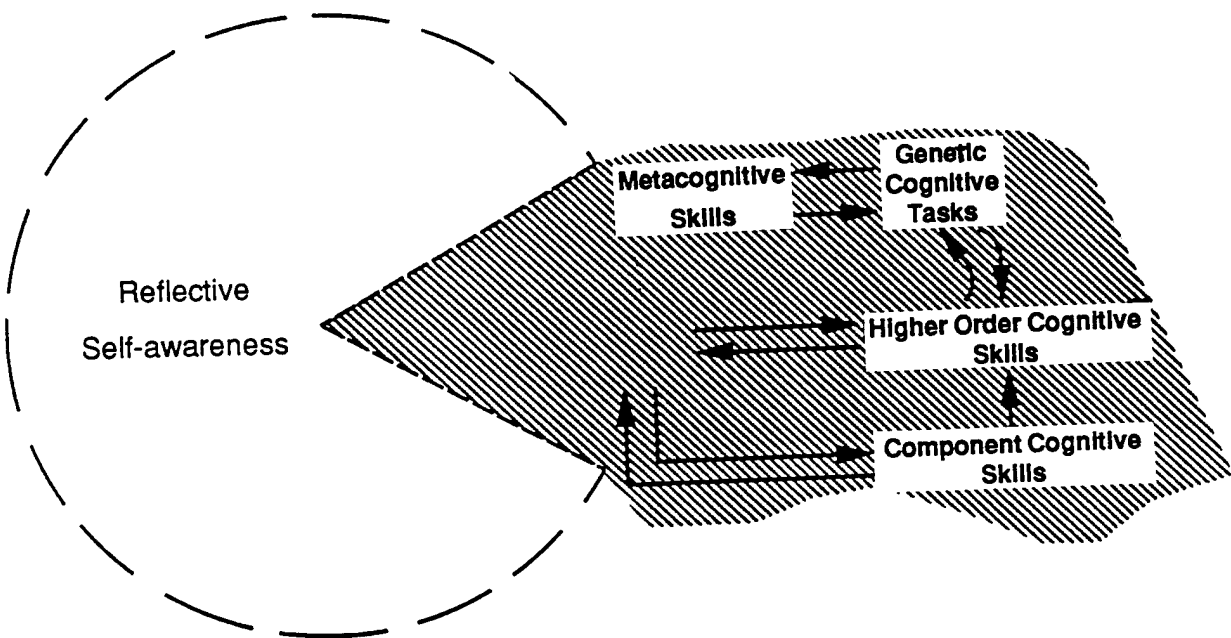 Reflective
Self-awareness
Metacognitive
Skills
Genetic
Cognitive
Tasks
Higher Order Cognitive
Skills
Component Cognitive
Skills